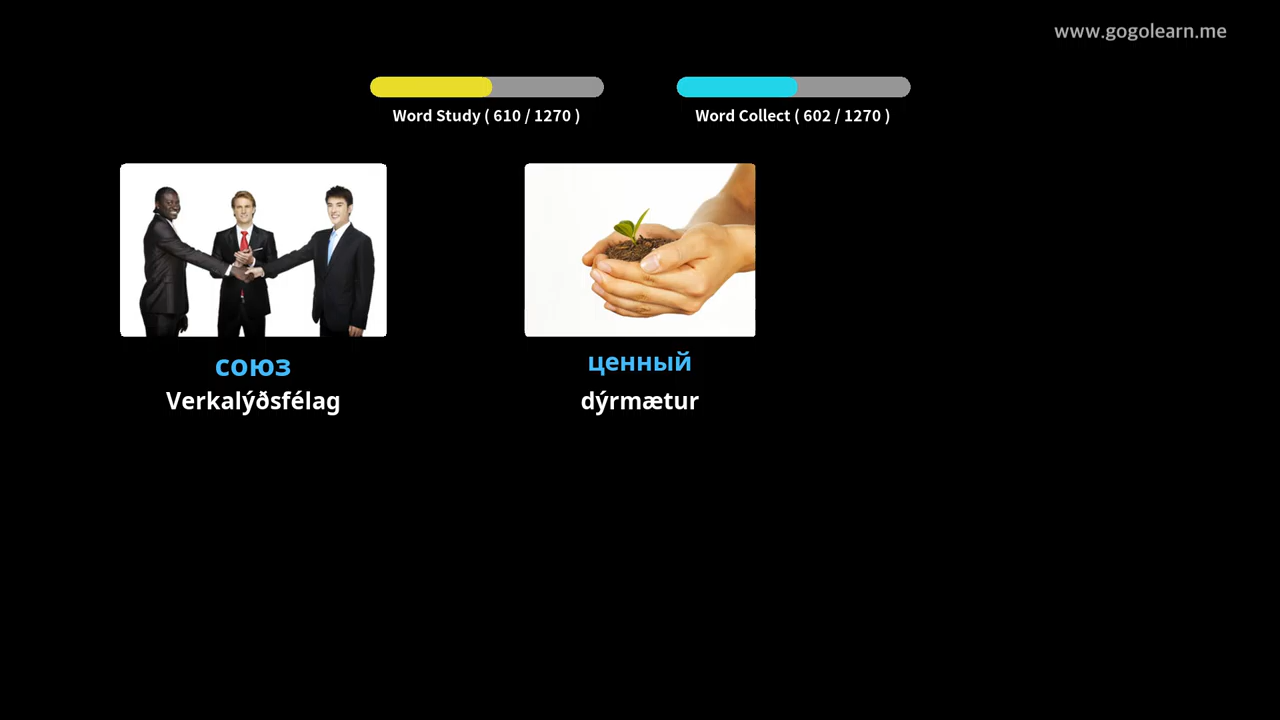 www.gogolearn.me
Word Study ( 610 / 1270 )
Word Collect ( 602 / 1270 )
союз
Verkalýðsfélag
ценный
dýrmætur